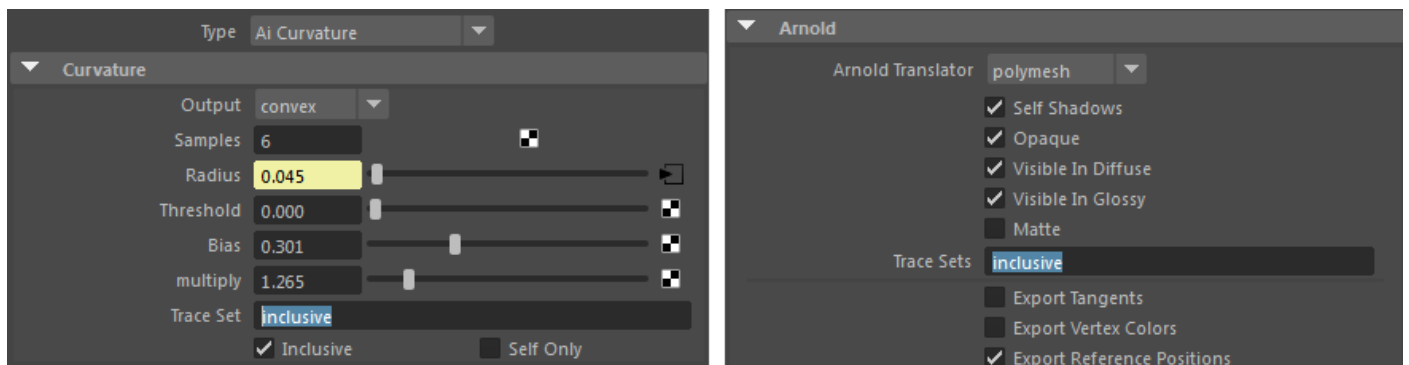 Type Ai Curvature
Curvature
Output convex
Samples 6
Radius 0.045
Threshold 0.000
Bias 0.301
multiply 1.265
Trace Set inclusive
Inclusive Self Only
Arnold
Arnold Translator polymesh
Self Shadows
Opaque
Visible In Diffuse
Visible In Glossy
Matte
Trace Sets inclusive
Export Tangents
Export Vertex Colors
Export Reference Positions